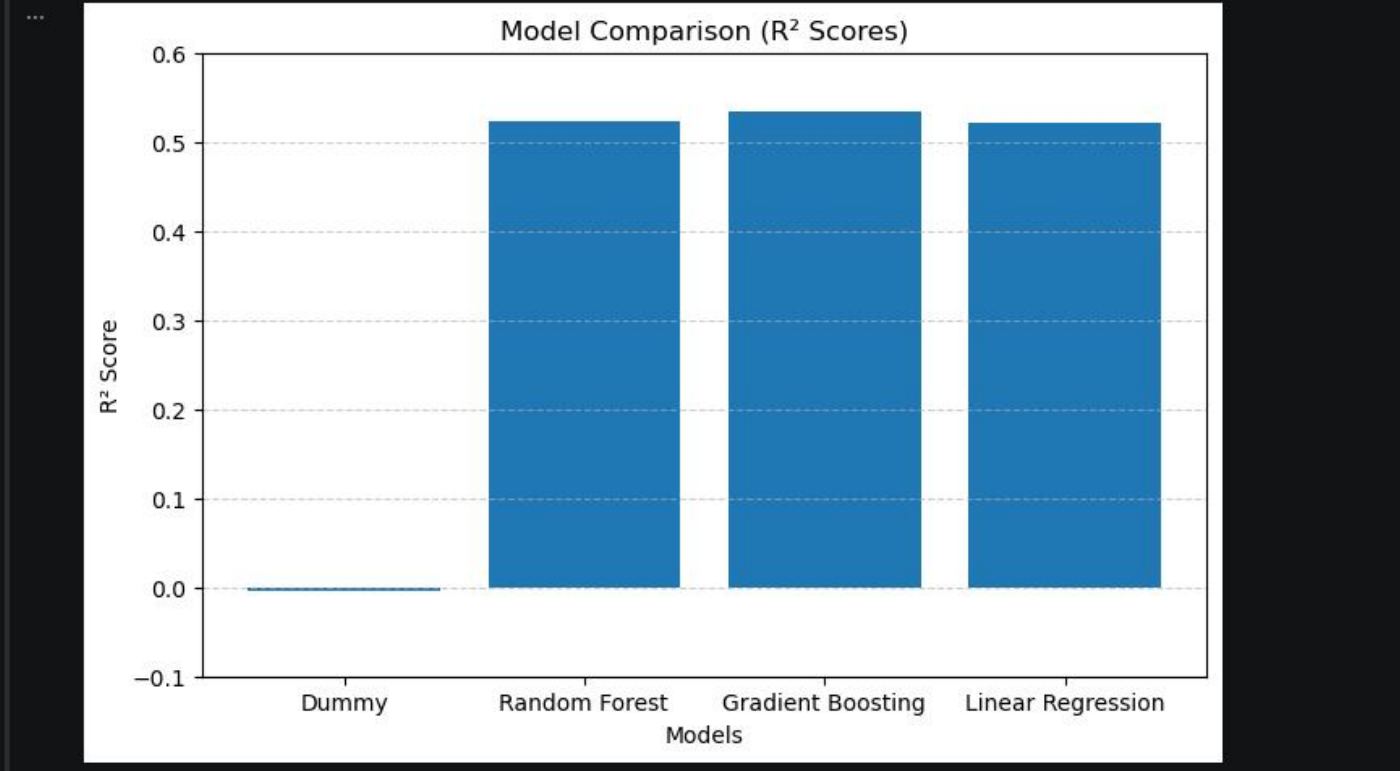 ...
Model Comparison (R² Scores)
0.6
0.5
0.4
0.3
0.2
0.1
0.0
−0.1
R² Score
Dummy Random Forest Gradient Boosting Linear Regression
Models